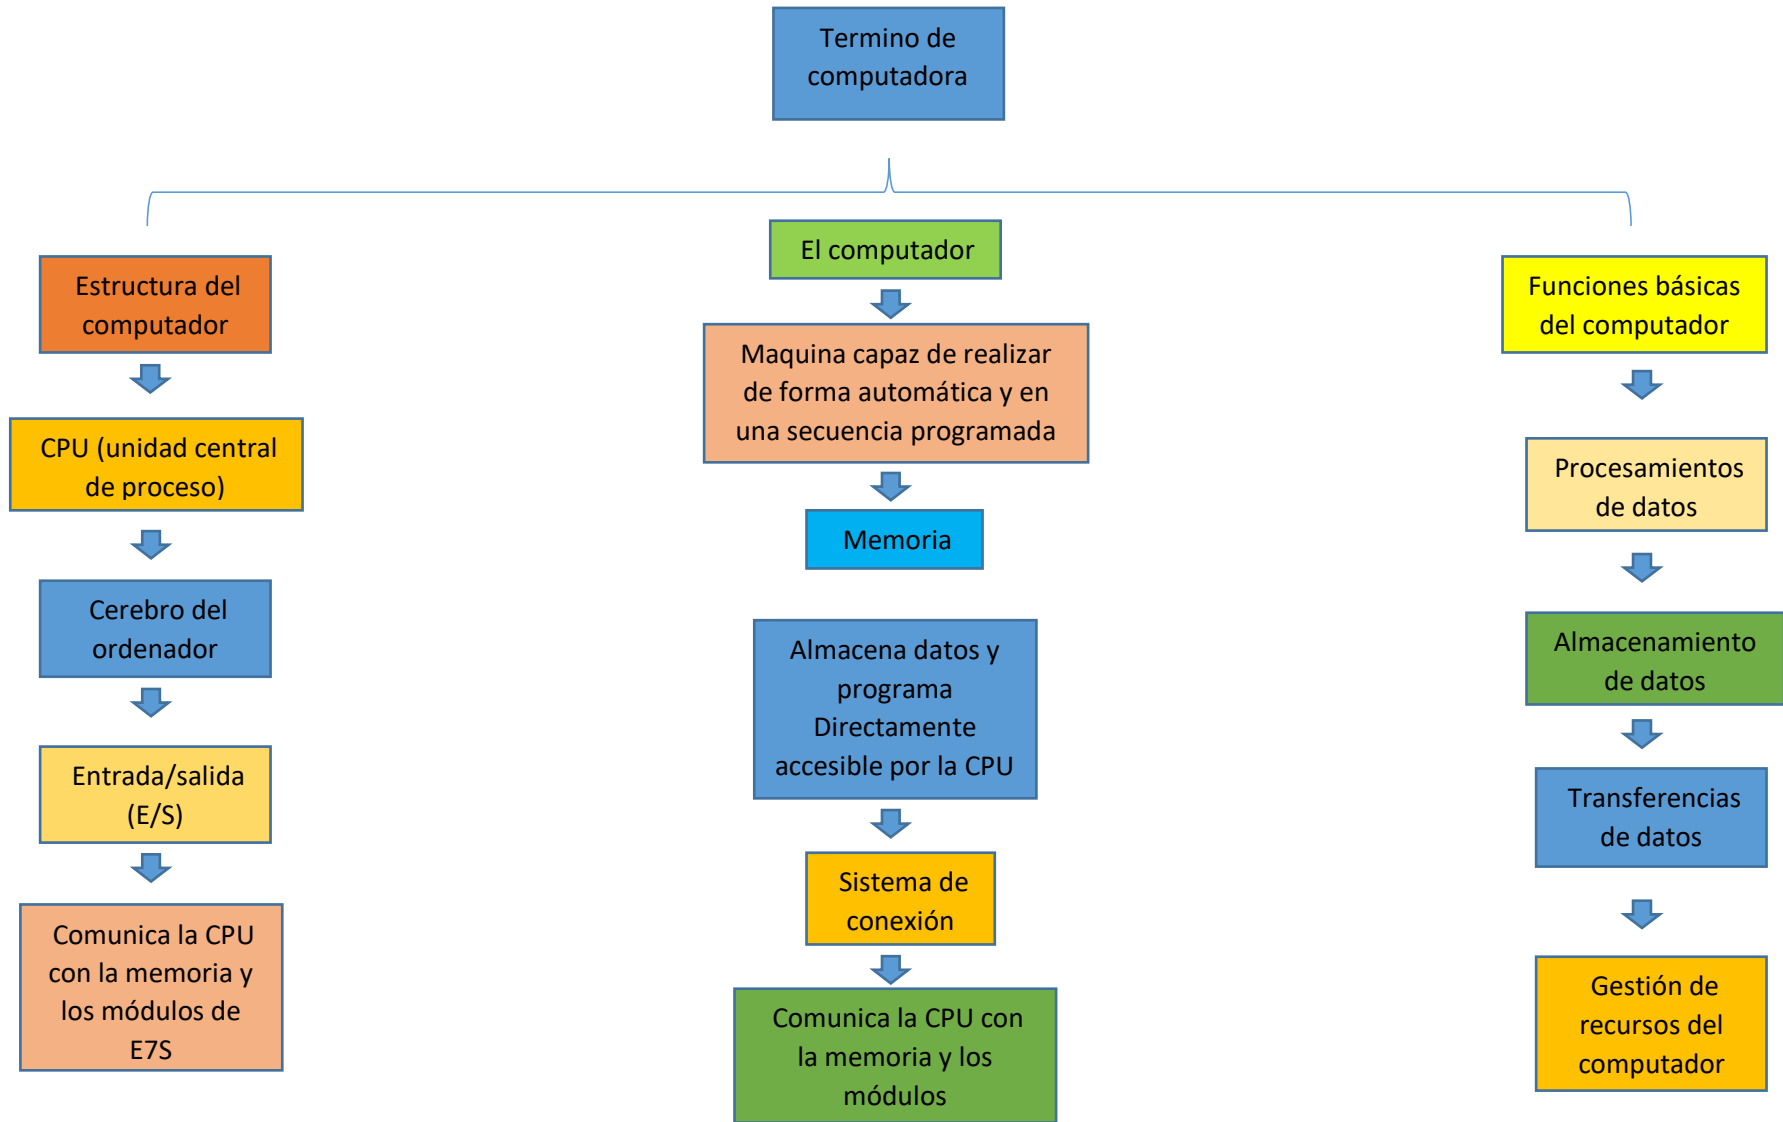 Termino de
computadora
Estructura del
computador
CPU (unidad central
de proceso)
Cerebro del
ordenador
Entrada/salida
(E/S)
Comunica la CPU
con la memoria y
los módulos de
E7S
El computador
Maquina capaz de realizar
de forma automática y en
una secuencia programada
Memoria
Almacena datos y
programa
Directamente
accesible por la CPU
Sistema de
conexión
Comunica la CPU con
la memoria y los
módulos
Funciones básicas
del computador
Procesamientos
de datos
Almacenamiento
de datos
Transferencias
de datos
Gestión de
recursos del
computador